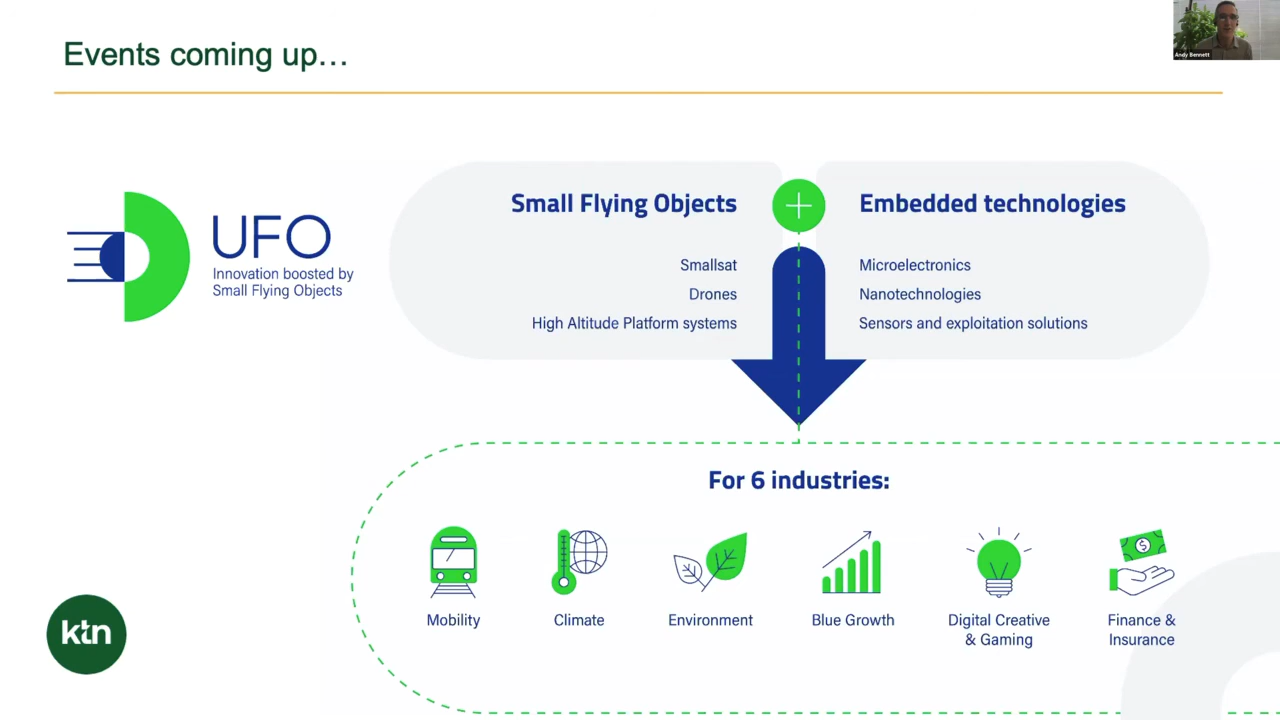 Events coming up…
Andy Bennett
UFO
Innovation boosted by
Small Flying Objects
Small Flying Objects
Smallsat
Drones
High Altitude Platform systems
Embedded technologies
Microelectronics
Nanotechnologies
Sensors and exploitation solutions
For 6 industries:
Mobility
Climate
Environment
Blue Growth
Digital Creative
& Gaming
Finance &
Insurance
ktn